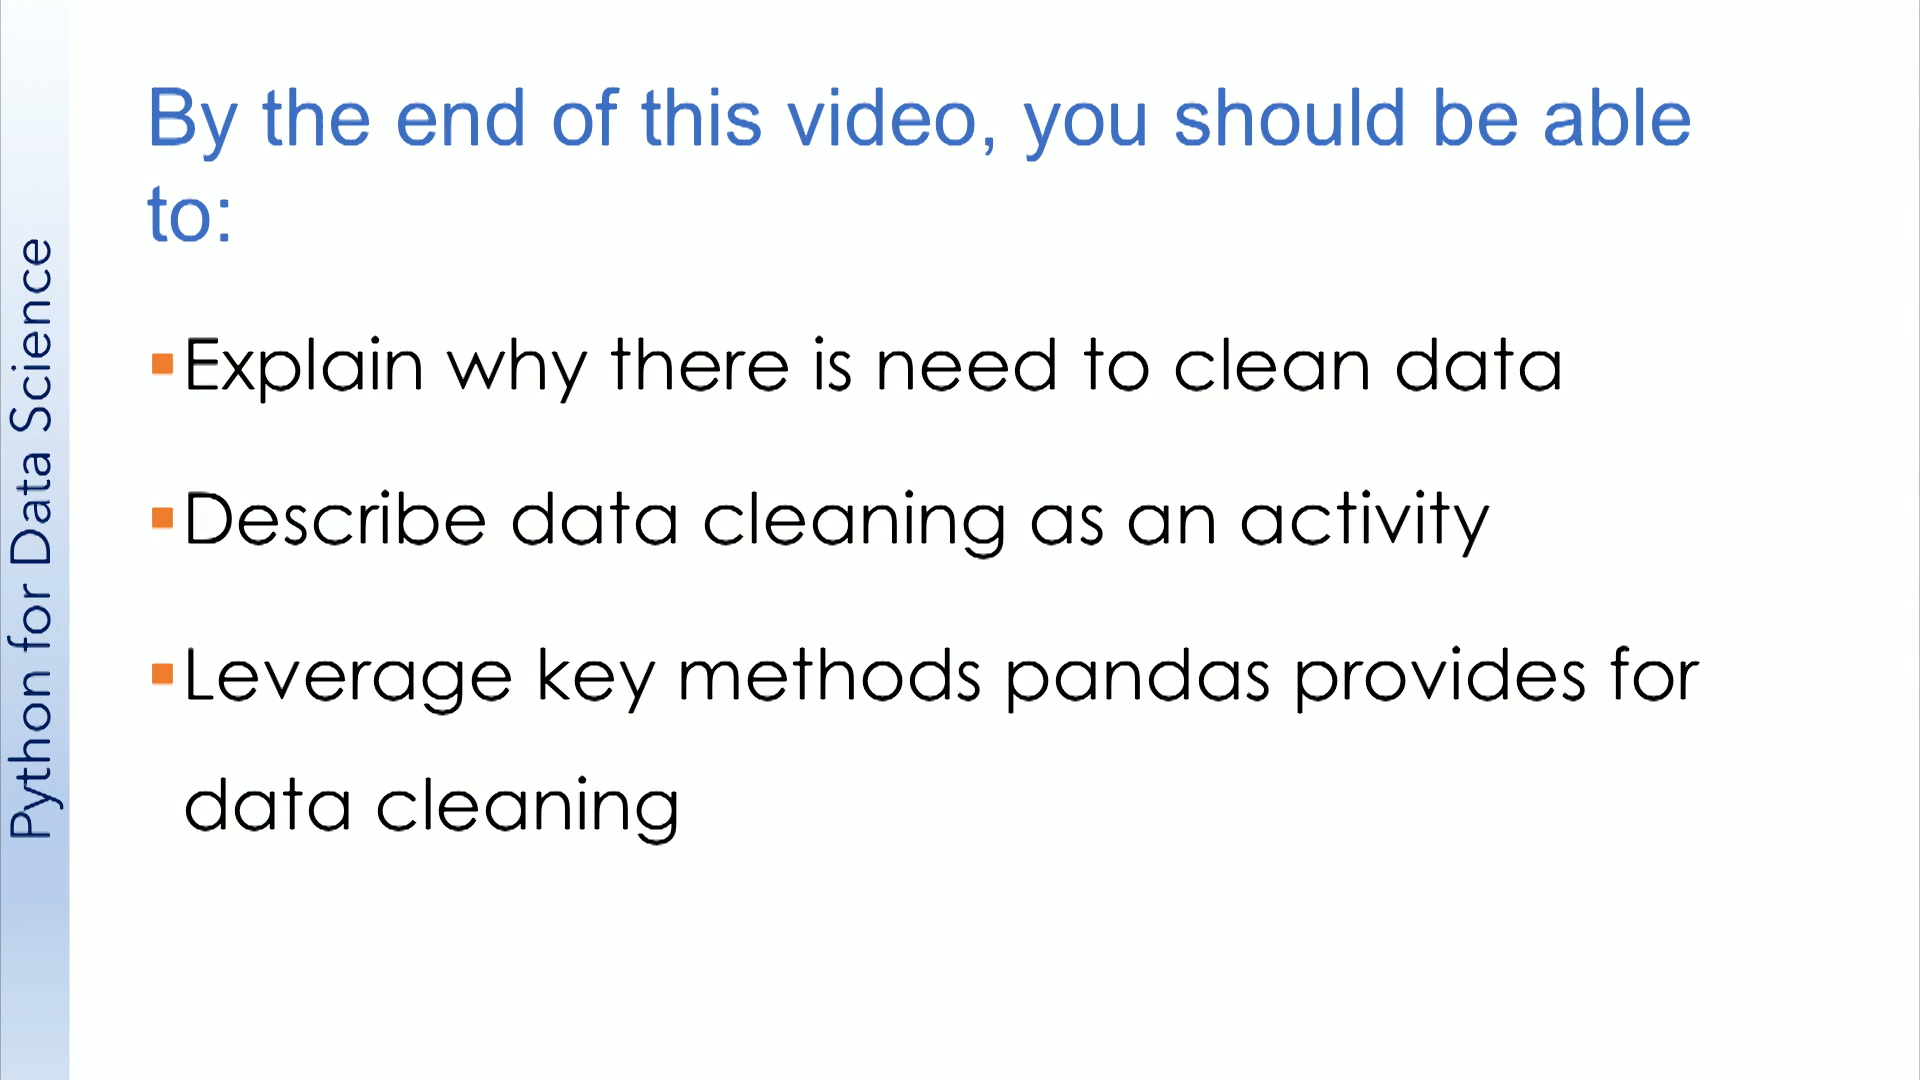 By the end of this video, you should be able
to:
▪Explain why there is need to clean data
▪Describe data cleaning as an activity
▪Leverage key methods pandas provides for
data cleaning
Python for Data Science